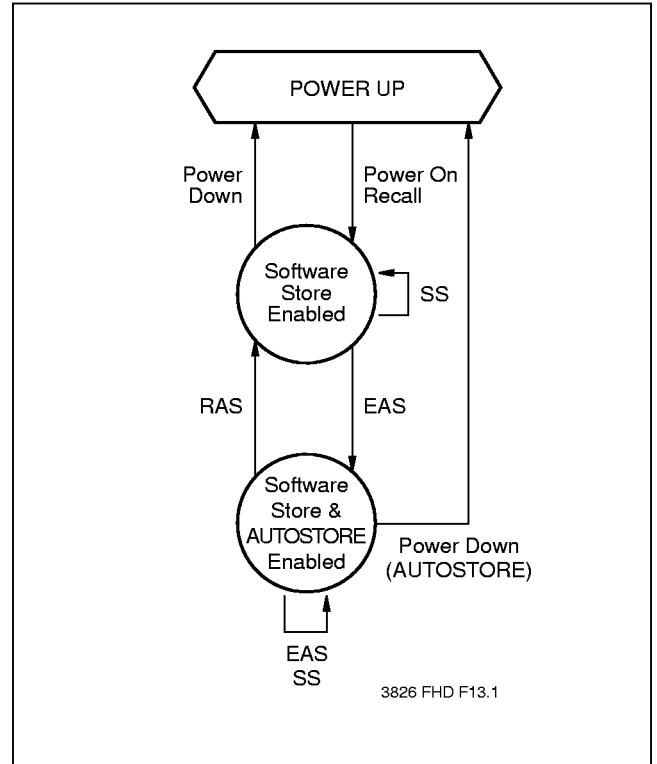 POWER UP
Power
Down
Power On
Recall
Software
Store
Enabled
SS
RAS
EAS
Software
Store &
AUTOSTORE
Enabled
Power Down
(AUTOSTORE)
EAS
SS
3826 FHD F13.1